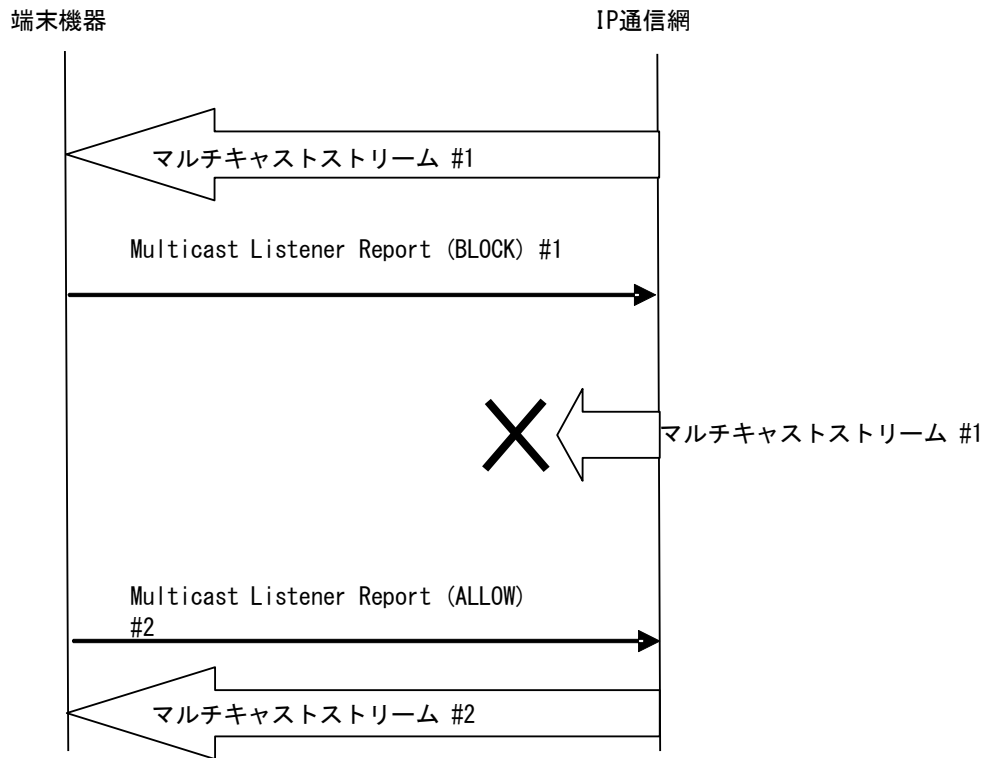 端末機器
IP通信網
マルチキャストストリーム #1
Multicast Listener Report (BLOCK) #1
マルチキャストストリーム #1
Multicast Listener Report (ALLOW)
#2
マルチキャストストリーム #2